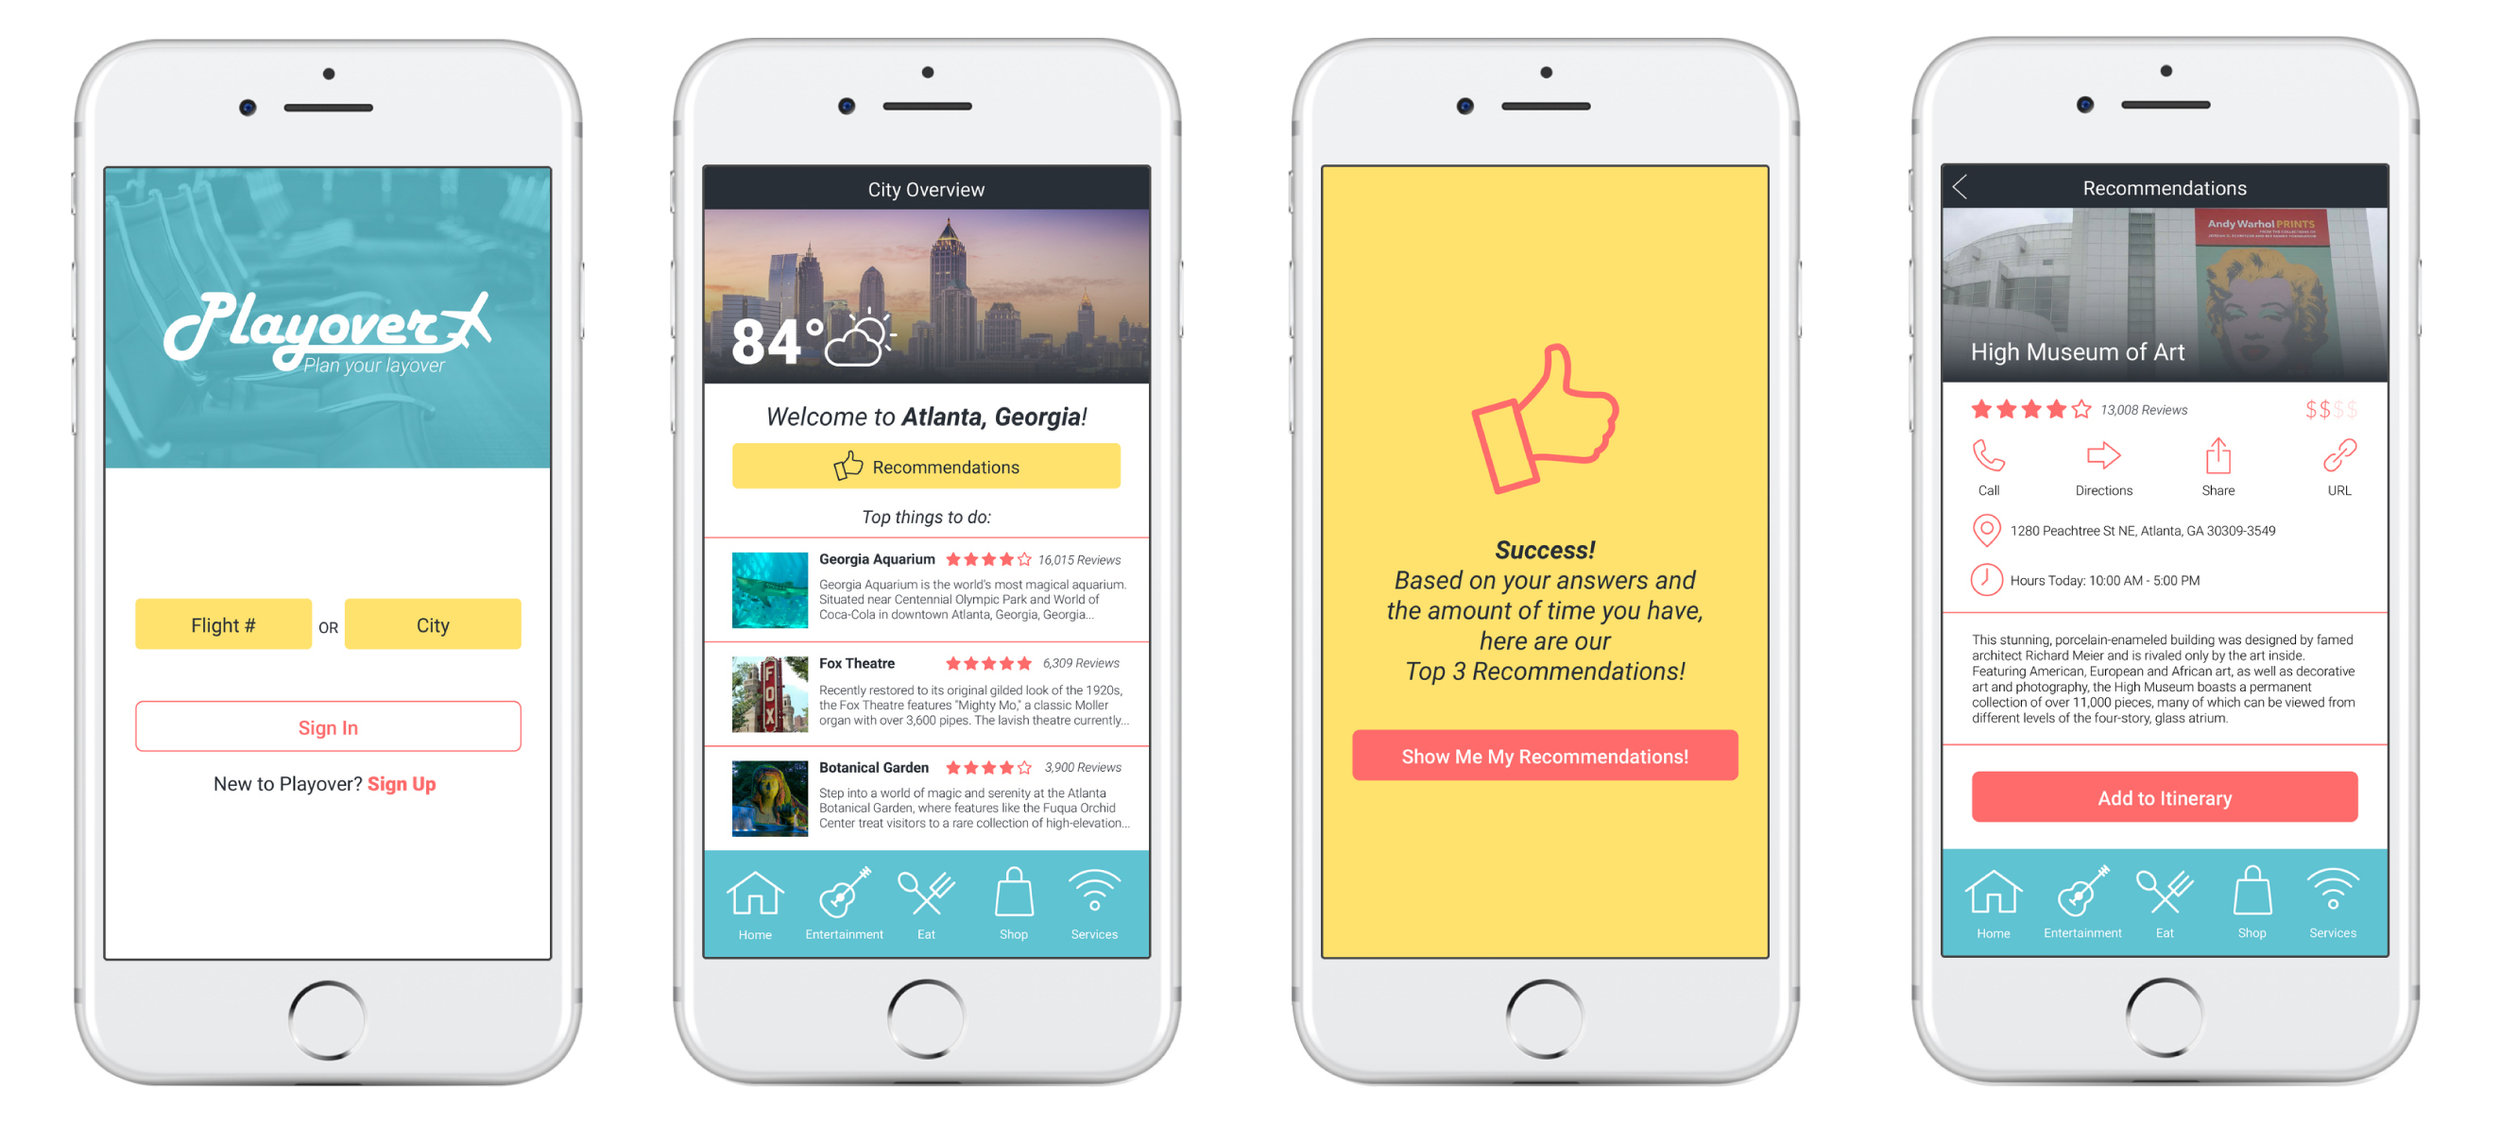 Playover
Plan your layover
Flight #
OR
City
Sign In
New to Playover? Sign Up
City Overview
84°
Welcome to Atlanta, Georgia!
Recommendations
Top things to do:
Georgia Aquarium
16,015 Reviews
Georgia Aquarium is the world's most magical aquarium.
Situated near Centennial Olympic Park and World of
Coca-Cola in downtown Atlanta, Georgia, Georgia...
FOX
Fox Theatre
6,309 Reviews
Recently restored to its original gilded look of the 1920s,
the Fox Theatre features "Mighty Mo," a classic Moller
organ with over 3,600 pipes. The lavish theatre currently...
Botanical Garden
3,900 Reviews
Step into a world of magic and serenity at the Atlanta
Botanical Garden, where features like the Fuqua Orchid
Center treat visitors to a rare collection of high-elevation...
Home
Entertainment
Eat
Shop
Services
Success!
Based on your answers and
the amount of time you have,
here are our
Top 3 Recommendations!
Show Me My Recommendations!
Recommendations
Andy Warhol PRINTS
High Museum of Art
13,008 Reviews
$$$$
Call
Directions
Share
URL
1280 Peachtree St NE, Atlanta, GA 30309-3549
Hours Today: 10:00 AM - 5:00 PM
This stunning, porcelain-enameled building was designed by famed
architect Richard Meier and is rivaled only by the art inside.
Featuring American, European and African art, as well as decorative
art and photography, the High Museum boasts a permanent
collection of over 11,000 pieces, many of which can be viewed from
different levels of the four-story, glass atrium.
Add to Itinerary
Home
Entertainment
Eat
Shop
Services